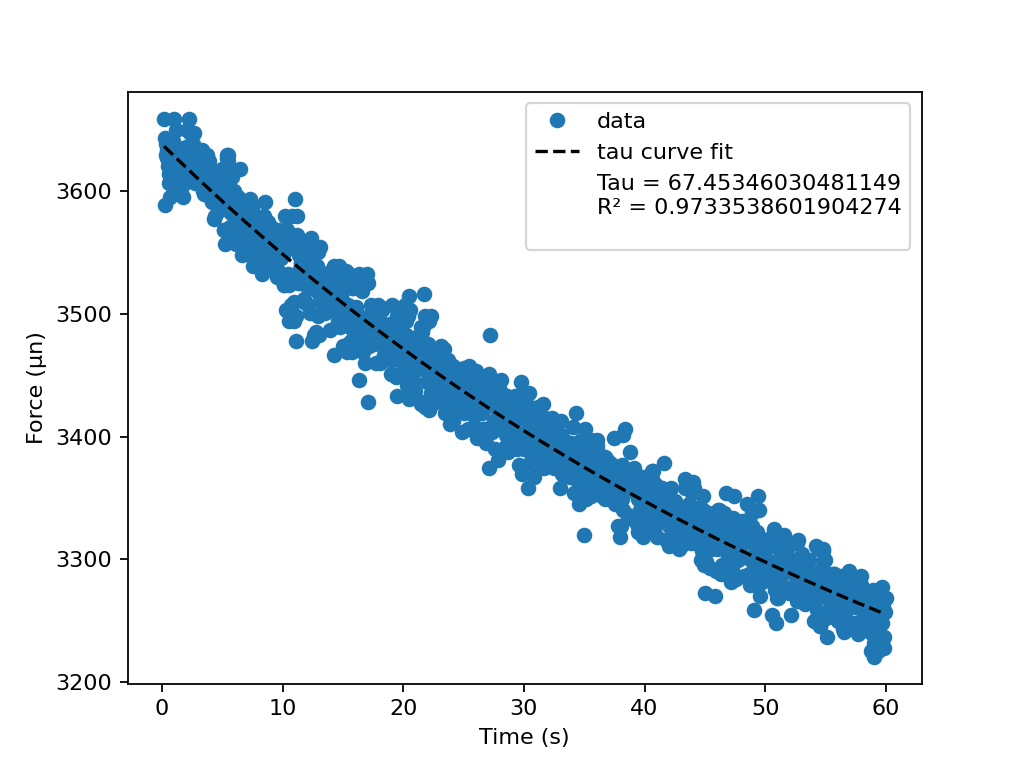 data
tau curve fit
Tau = 67.45346030481149
R² = 0.9733538601904274
3600
3500
3400
3300
3200
Force (μn)
0 10 20 30 40 50 60
Time (s)